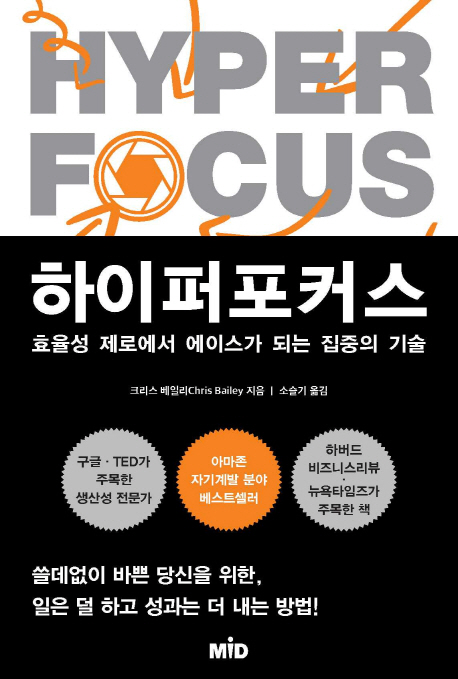 HYPER
FOCUS
하이퍼포커스
효율성 제로에서 에이스가 되는 집중의 기술
크리스 베일리Chris Bailey 지음 | 소슬기 옮김
구글 · TED가
주목한
생산성 전문가
아마존
자기계발 분야
베스트셀러
하버드
비즈니스리뷰
·
뉴욕타임즈가
주목한 책
쓸데없이 바쁜 당신을 위한,
일은 덜 하고 성과는 더 내는 방법!
MiD